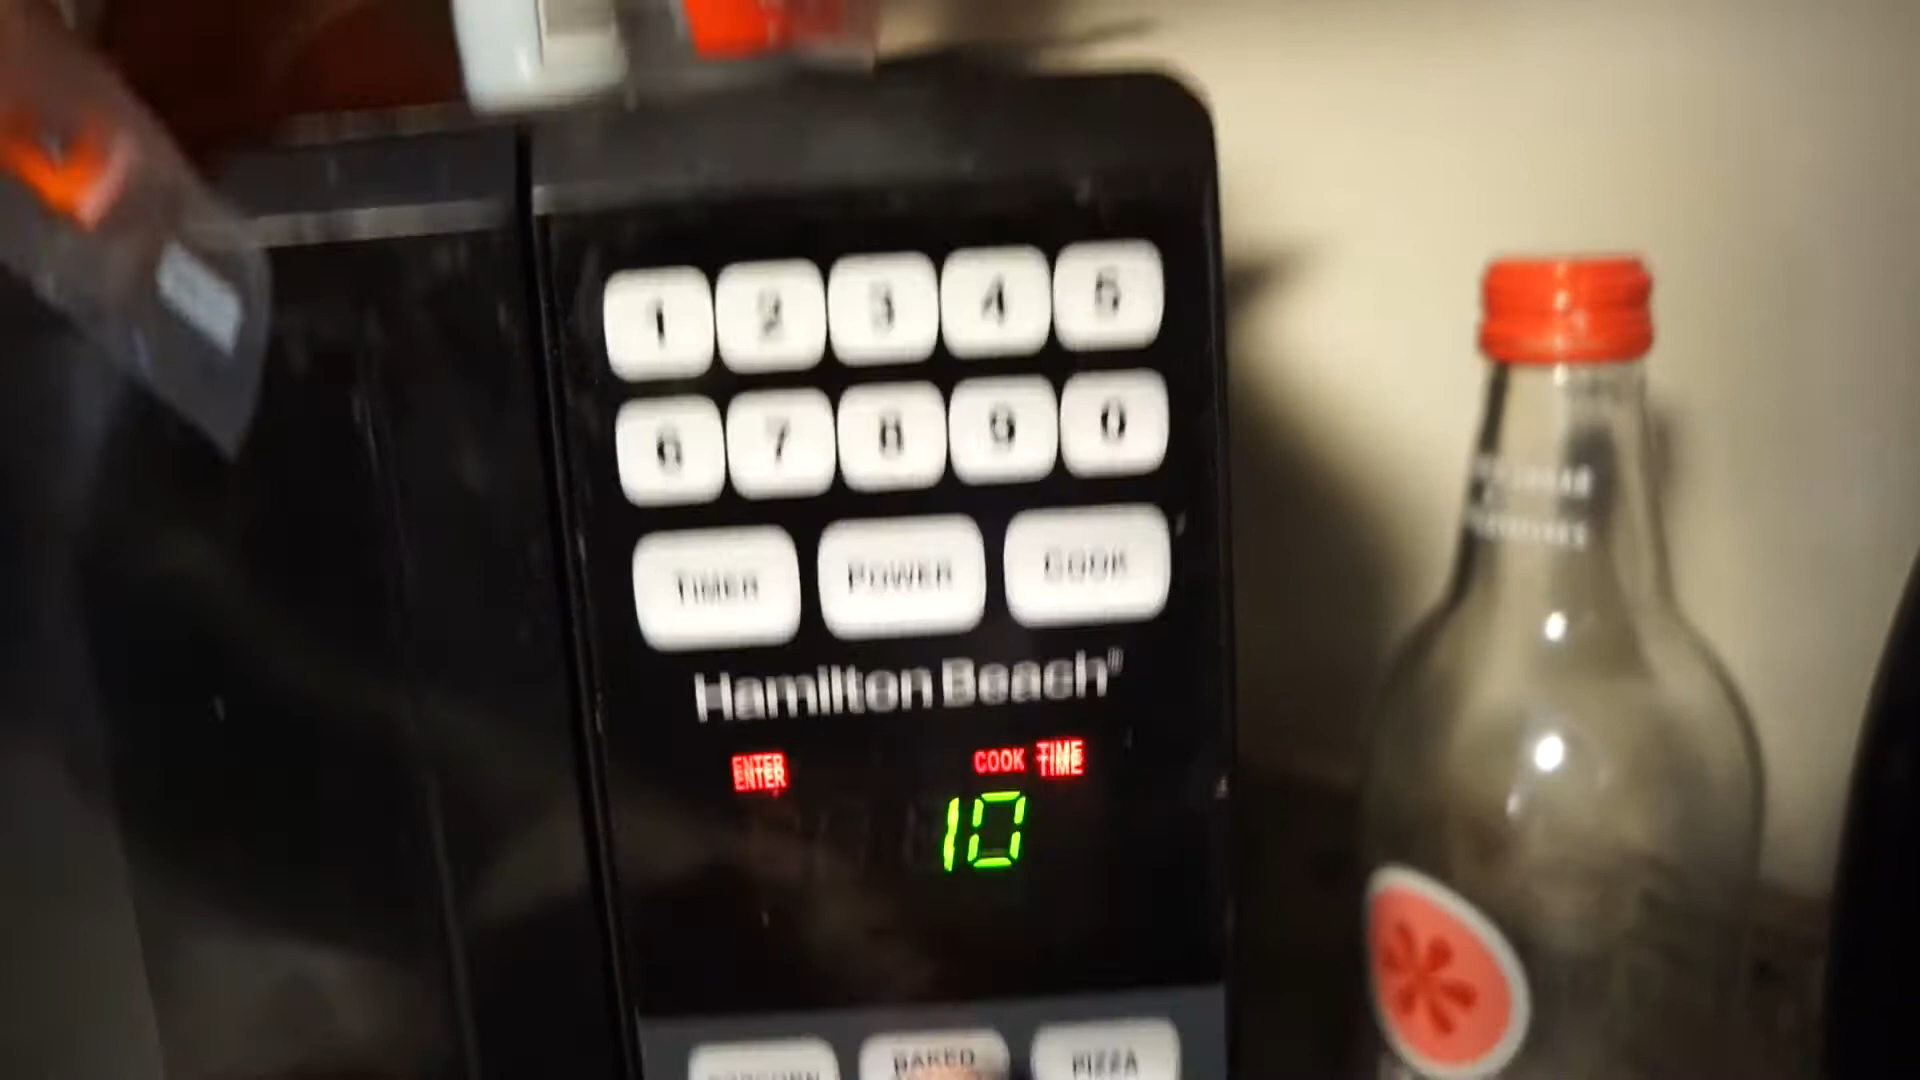 1 2 3 4 5
6 7 8 9 0
TIMER POWER COOK
Hamilton Beach®
ENTER COOK TIME
10
POPCORN BAKED PIZZA